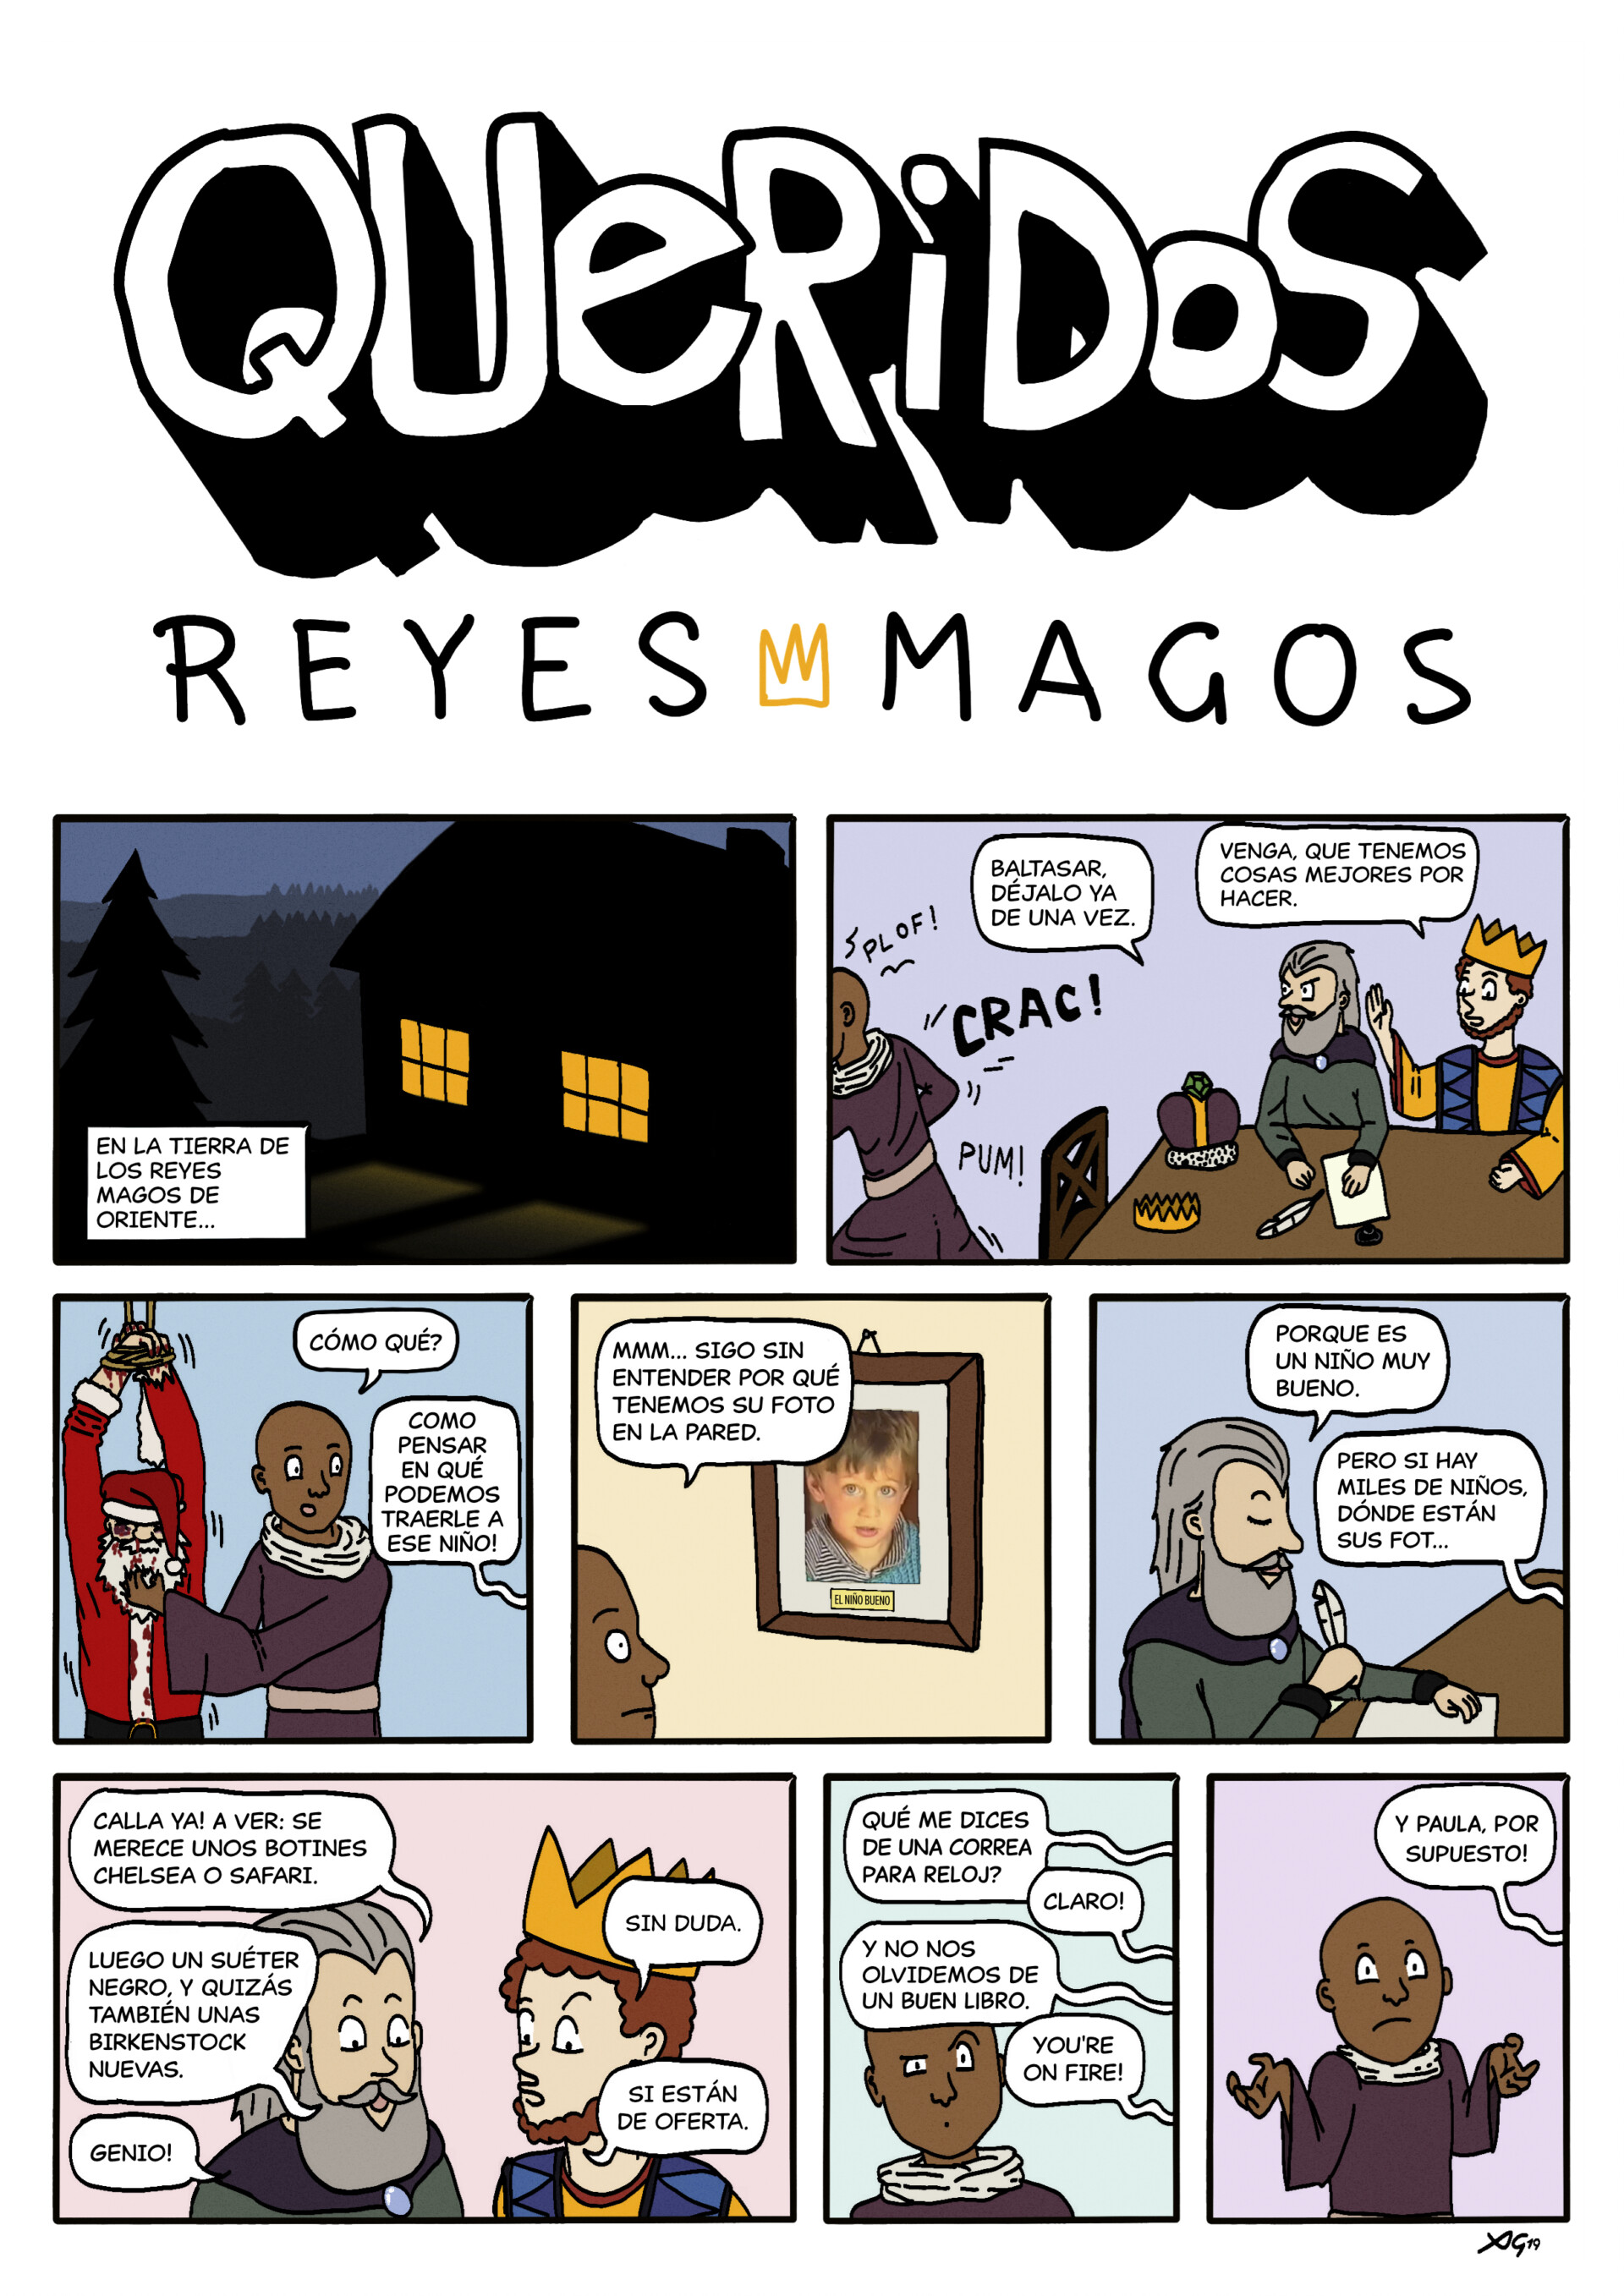 QUERIDOS
REYES MAGOS
EN LA TIERRA DE
LOS REYES
MAGOS DE
ORIENTE...
SPLOF!
CRAC!
PUM!
BALTASAR,
DÉJALO YA
DE UNA VEZ.
VENGA, QUE TENEMOS
COSAS MEJORES POR
HACER.
CÓMO QUÉ?
COMO
PENSAR
EN QUÉ
PODEMOS
TRAERLE A
ESE NIÑO!
MMM... SIGO SIN
ENTENDER POR QUÉ
TENEMOS SU FOTO
EN LA PARED.
EL NIÑO BUENO
PORQUE ES
UN NIÑO MUY
BUENO.
PERO SI HAY
MILES DE NIÑOS,
DÓNDE ESTÁN
SUS FOT...
CALLA YA! A VER: SE
MERECE UNOS BOTINES
CHELSEA O SAFARI.
SIN DUDA.
LUEGO UN SUÉTER
NEGRO, Y QUIZÁS
TAMBIÉN UNAS
BIRKENSTOCK
NUEVAS.
SI ESTÁN
DE OFERTA.
GENIO!
QUÉ ME DICES
DE UNA CORREA
PARA RELOJ?
CLARO!
Y NO NOS
OLVIDEMOS DE
UN BUEN LIBRO.
YOU'RE
ON FIRE!
Y PAULA, POR
SUPUESTO!
AG19